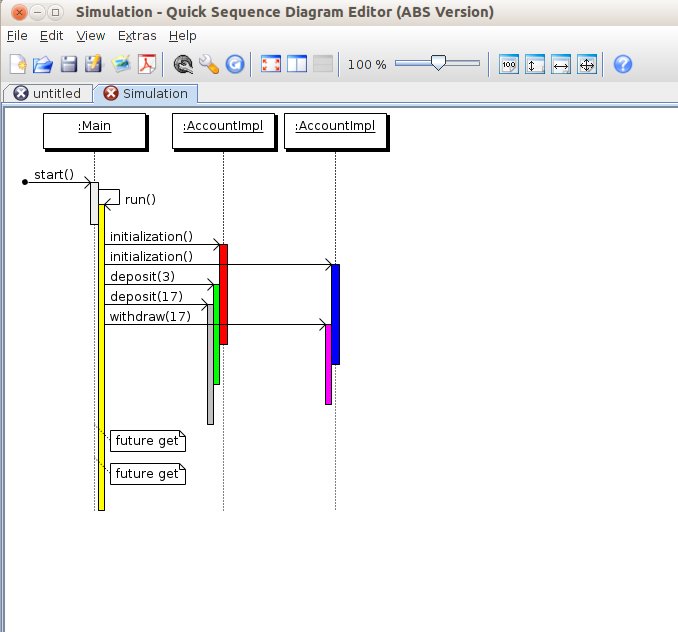 Simulation - Quick Sequence Diagram Editor (ABS Version)
File Edit View Extras Help
100 % 100
untitled Simulation
:Main :AccountImpl :AccountImpl
start()
run()
initialization()
initialization()
deposit(3)
deposit(17)
withdraw(17)
future get
future get